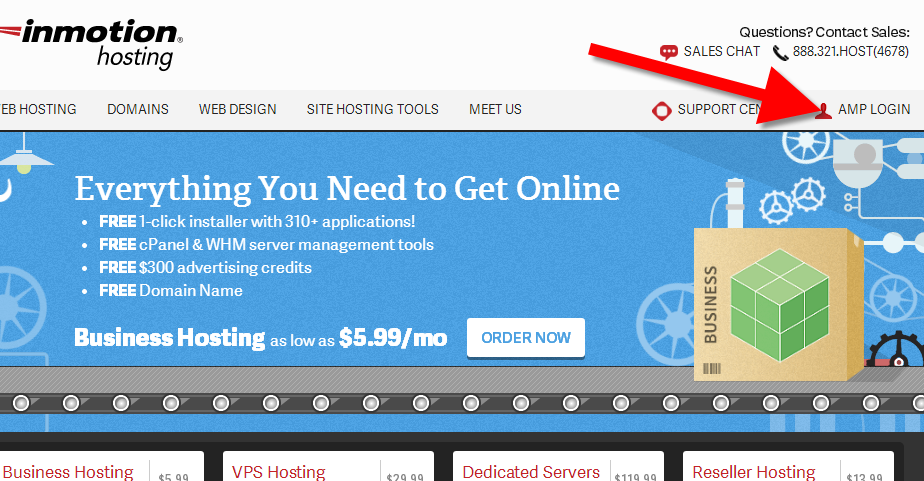 inmotion®
hosting
Questions? Contact Sales:
SALES CHAT 888.321.HOST(4678)
HOSTING DOMAINS WEB DESIGN SITE HOSTING TOOLS MEET US SUPPORT AMP LOGIN
Everything You Need to Get Online
• FREE 1-click installer with 310+ applications!
• FREE cPanel & WHM server management tools
• FREE $300 advertising credits
• FREE Domain Name
Business Hosting as low as $5.99/mo ORDER NOW
BUSINESS
Business Hosting $5.99 VPS Hosting $29.99 Dedicated Servers $119.99 Reseller Hosting $13.99